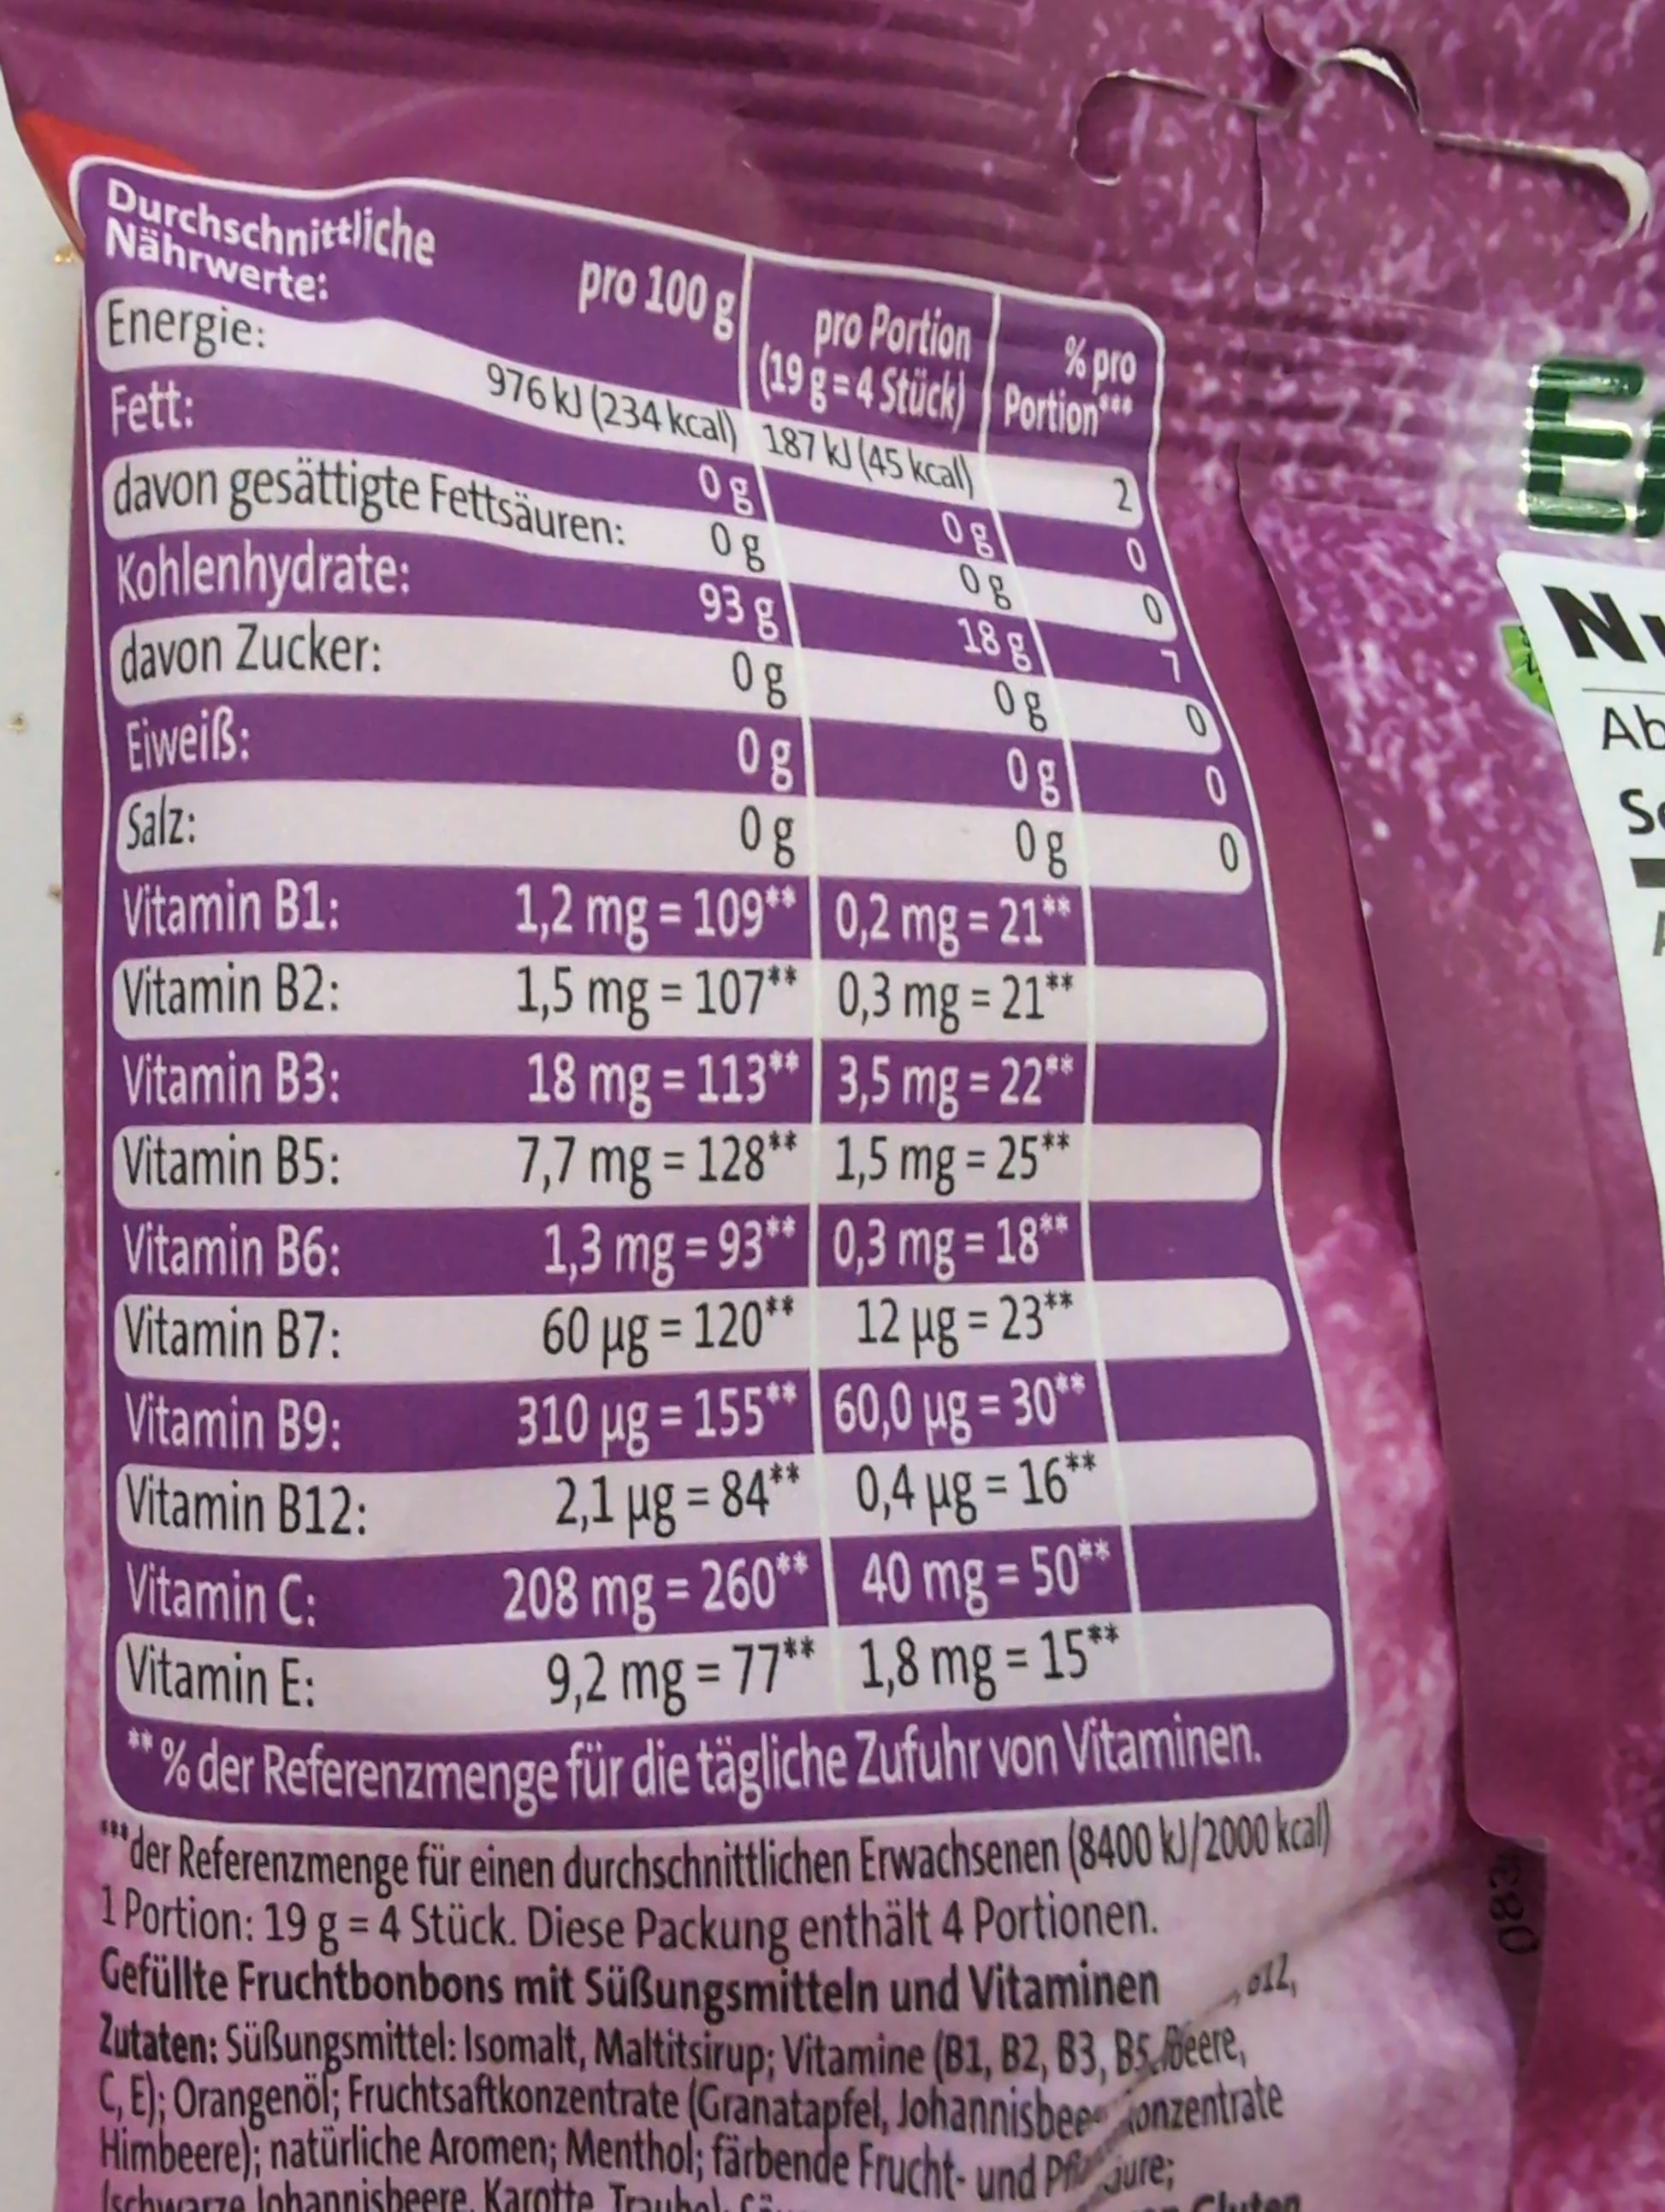 Durchschnittliche
Nährwerte:
pro 100 g
pro Portion
(19 g = 4 Stück)
% pro
Portion***
Energie: 976 kJ (234 kcal) 187 kJ (45 kcal) 2
Fett: 0 g 0 g 0
davon gesättigte Fettsäuren: 0 g 0 g 0
Kohlenhydrate: 93 g 18 g 7
davon Zucker: 0 g 0 g 0
Eiweiß: 0 g 0 g 0
Salz: 0 g 0 g 0
Vitamin B1: 1,2 mg = 109** 0,2 mg = 21**
Vitamin B2: 1,5 mg = 107** 0,3 mg = 21**
Vitamin B3: 18 mg = 113** 3,5 mg = 22**
Vitamin B5: 7,7 mg = 128** 1,5 mg = 25**
Vitamin B6: 1,3 mg = 93** 0,3 mg = 18**
Vitamin B7: 60 µg = 120** 12 µg = 23**
Vitamin B9: 310 µg = 155** 60,0 µg = 30**
Vitamin B12: 2,1 µg = 84** 0,4 µg = 16**
Vitamin C: 208 mg = 260** 40 mg = 50**
Vitamin E: 9,2 mg = 77** 1,8 mg = 15**
**% der Referenzmenge für die tägliche Zufuhr von Vitaminen.
***der Referenzmenge für einen durchschnittlichen Erwachsenen (8400 kJ/2000 kcal)
1 Portion: 19 g = 4 Stück. Diese Packung enthält 4 Portionen.
Gefüllte Fruchtbonbons mit Süßungsmitteln und Vitaminen
Zutaten: Süßungsmittel: Isomalt, Maltitsirup; Vitamine (B1, B2, B3, B5,
C, E); Orangenöl; Fruchtsaftkonzentrate (Granatapfel,
Himbeere); natürliche Aromen; Menthol; färbende Frucht- und
(schwarze Johannisbeere, Karotte,